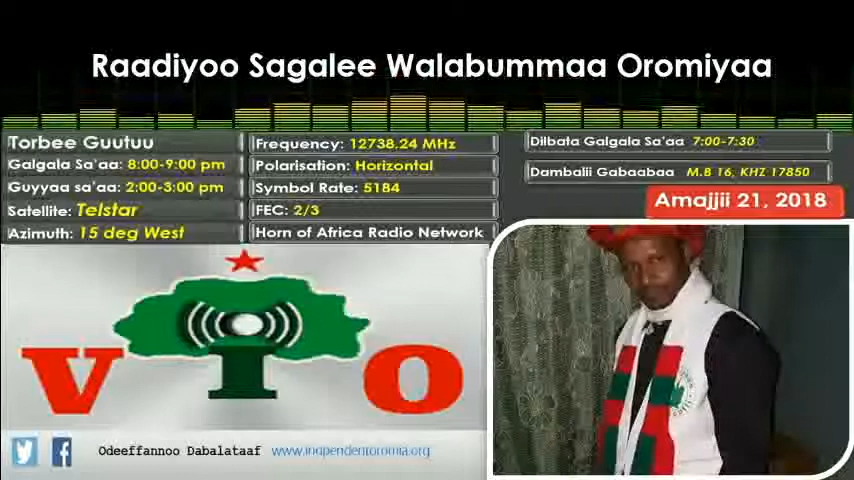 Raadiyoo Sagalee Walabummaa Oromiyaa
Torbee Guutuu
Galgala Sa'aa: 8:00-9:00 pm
Guyyaa sa'aa: 2:00-3:00 pm
Satellite: Telstar
Azimuth: 15 deg West
Frequency: 12738.24 MHz
Polarisation: Horizontal
Symbol Rate: 5184
FEC: 2/3
Horn of Africa Radio Network
Dilbata Galgala Sa'aa 7:00-7:30
Dambalii Gabaabaa M.B 16, KHZ 17850
Amajjii 21, 2018
V I O
Odeeffannoo Dabalataaf www.inqpendentoromia.org